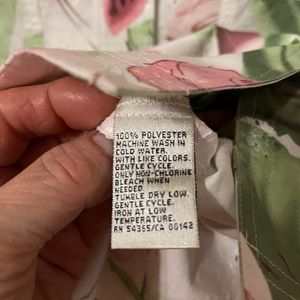 100% POLYESTER
MACHINE WASH IN
COLD WATER.
WITH LIKE COLORS.
GENTLE CYCLE.
ONLY NON-CHLORINE
BLEACH WHEN
NEEDED
TUMBLE DRY LOW.
GENTLE CYCLE.
IRON AT LOW
TEMPERATURE.
RN 54365/CA 00142